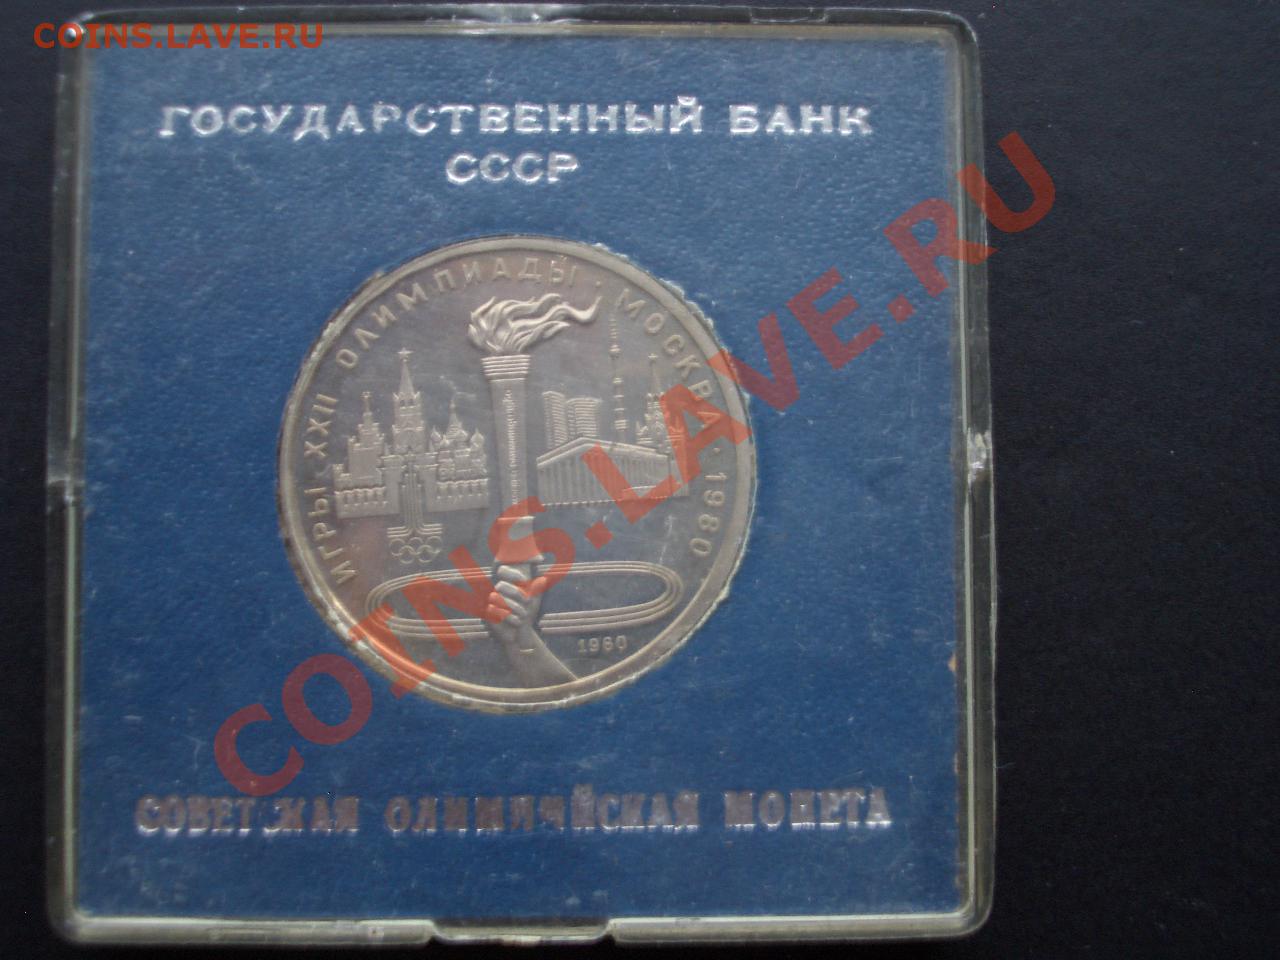 COINS.LAVE.RU
ГОСУДАРСТВЕННЫЙ БАНК
СССР
ИГРЫ XXII ОЛИМПИАДЫ · МОСКВА · 1980
1980
COINS.LAVE.RU
СОВЕТСКАЯ ОЛИМПИЙСКАЯ МОНЕТА